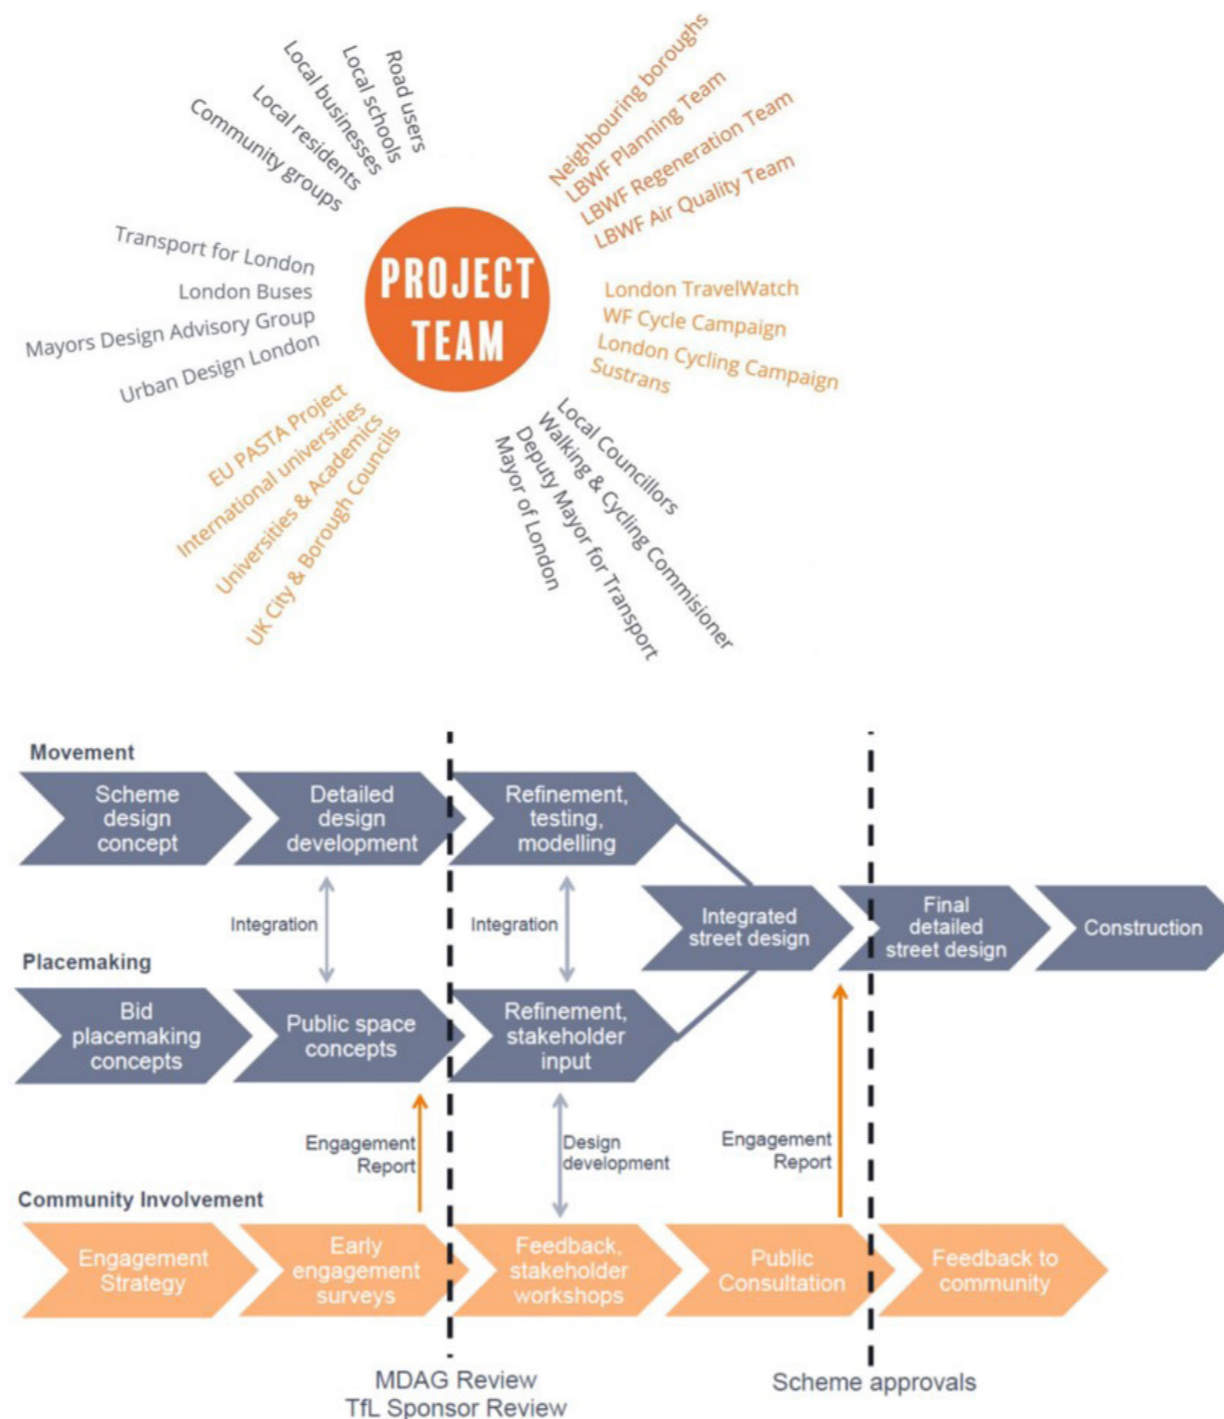 Road users
Local schools
Local businesses
Local residents
Community groups
Neighbouring boroughs
LBWF Planning Team
LBWF Regeneration Team
LBWF Air Quality Team
Transport for London
London Buses
Mayors Design Advisory Group
Urban Design London
PROJECT
TEAM
London TravelWatch
WF Cycle Campaign
London Cycling Campaign
Sustrans
EU PASTA Project
International universities
Universities & Academics
UK City & Borough Councils
Local Councillors
Walking & Cycling Commisioner
Deputy Mayor for Transport
Mayor of London
Movement
Scheme
design
concept
Detailed
design
development
Refinement,
testing,
modelling
Integration
Integration
Integrated
street design
Final
detailed
street design
Construction
Placemaking
Bid
placemaking
concepts
Public space
concepts
Refinement,
stakeholder
input
Engagement
Report
Design
development
Engagement
Report
Community Involvement
Engagement
Strategy
Early
engagement
surveys
Feedback,
stakeholder
workshops
Public
Consultation
Feedback to
community
MDAG Review
TfL Sponsor Review
Scheme approvals